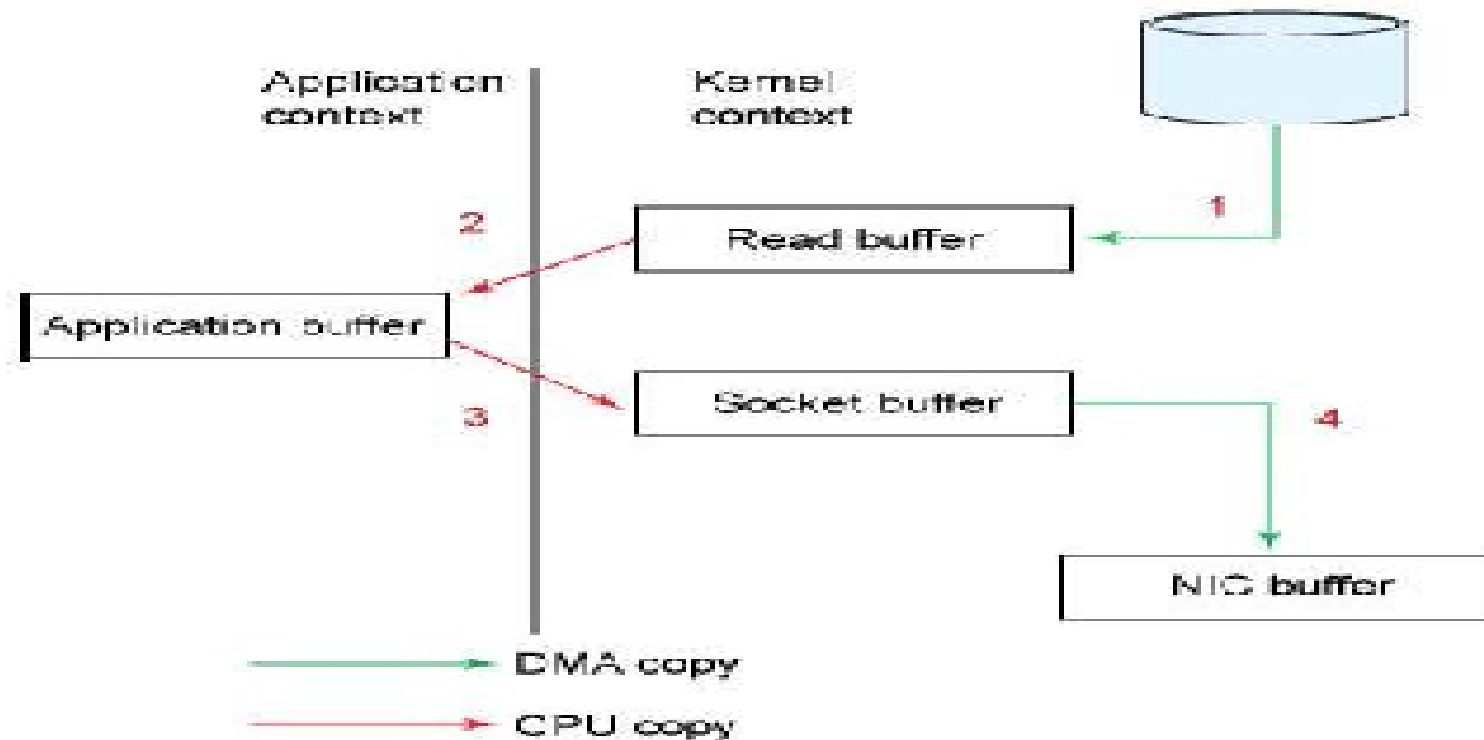 Application
context
Kernel
context
1
2
Read buffer
Application buffer
3
Socket buffer
4
NIC buffer
DMA copy
CPU copy